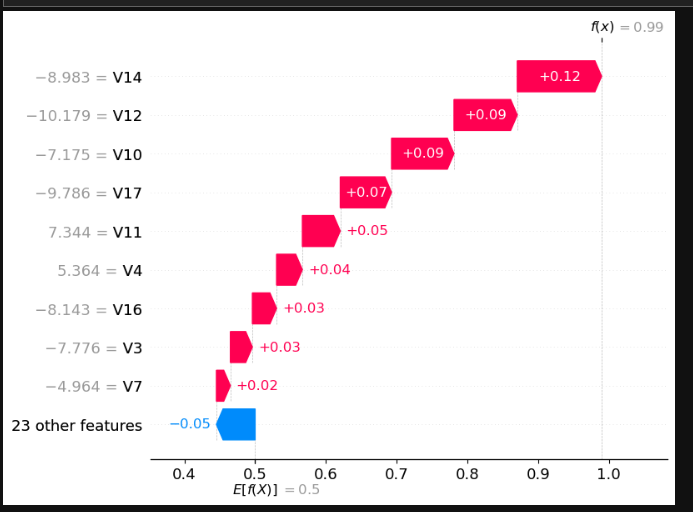 f(x) = 0.99
−8.983 = V14 +0.12
−10.179 = V12 +0.09
−7.175 = V10 +0.09
−9.786 = V17 +0.07
7.344 = V11 +0.05
5.364 = V4 +0.04
−8.143 = V16 +0.03
−7.776 = V3 +0.03
−4.964 = V7 +0.02
23 other features −0.05
0.4 0.5 0.6 0.7 0.8 0.9 1.0
E[f(X)] = 0.5